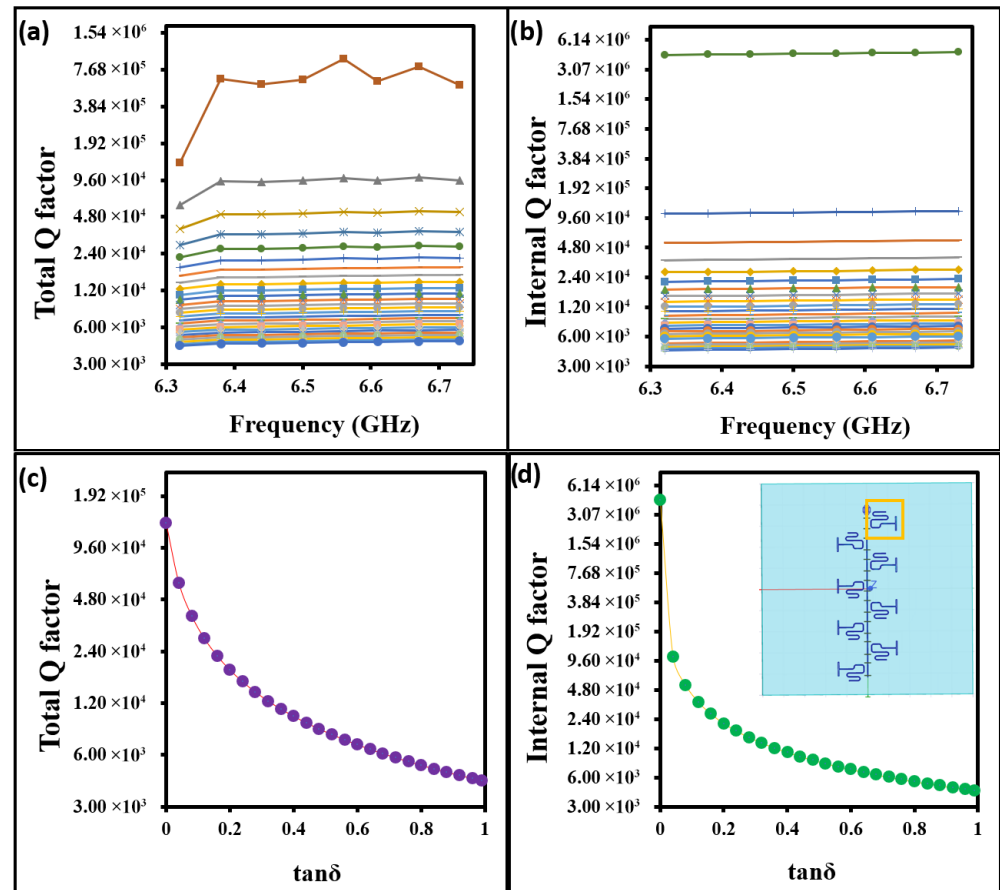 (a)
Total Q factor
1.54 ×10⁶
7.68 ×10⁵
3.84 ×10⁵
1.92 ×10⁵
9.60 ×10⁴
4.80 ×10⁴
2.40 ×10⁴
1.20 ×10⁴
6.00 ×10³
3.00 ×10³
6.3 6.4 6.5 6.6 6.7
Frequency (GHz)
(b)
Internal Q factor
6.14 ×10⁶
3.07 ×10⁶
1.54 ×10⁶
7.68 ×10⁵
3.84 ×10⁵
1.92 ×10⁵
9.60 ×10⁴
4.80 ×10⁴
2.40 ×10⁴
1.20 ×10⁴
6.00 ×10³
3.00 ×10³
6.3 6.4 6.5 6.6 6.7
Frequency (GHz)
(c)
Total Q factor
1.92 ×10⁵
9.60 ×10⁴
4.80 ×10⁴
2.40 ×10⁴
1.20 ×10⁴
6.00 ×10³
3.00 ×10³
0 0.2 0.4 0.6 0.8 1
tanδ
(d)
Internal Q factor
6.14 ×10⁶
3.07 ×10⁶
1.54 ×10⁶
7.68 ×10⁵
3.84 ×10⁵
1.92 ×10⁵
9.60 ×10⁴
4.80 ×10⁴
2.40 ×10⁴
1.20 ×10⁴
6.00 ×10³
3.00 ×10³
0 0.2 0.4 0.6 0.8 1
tanδ